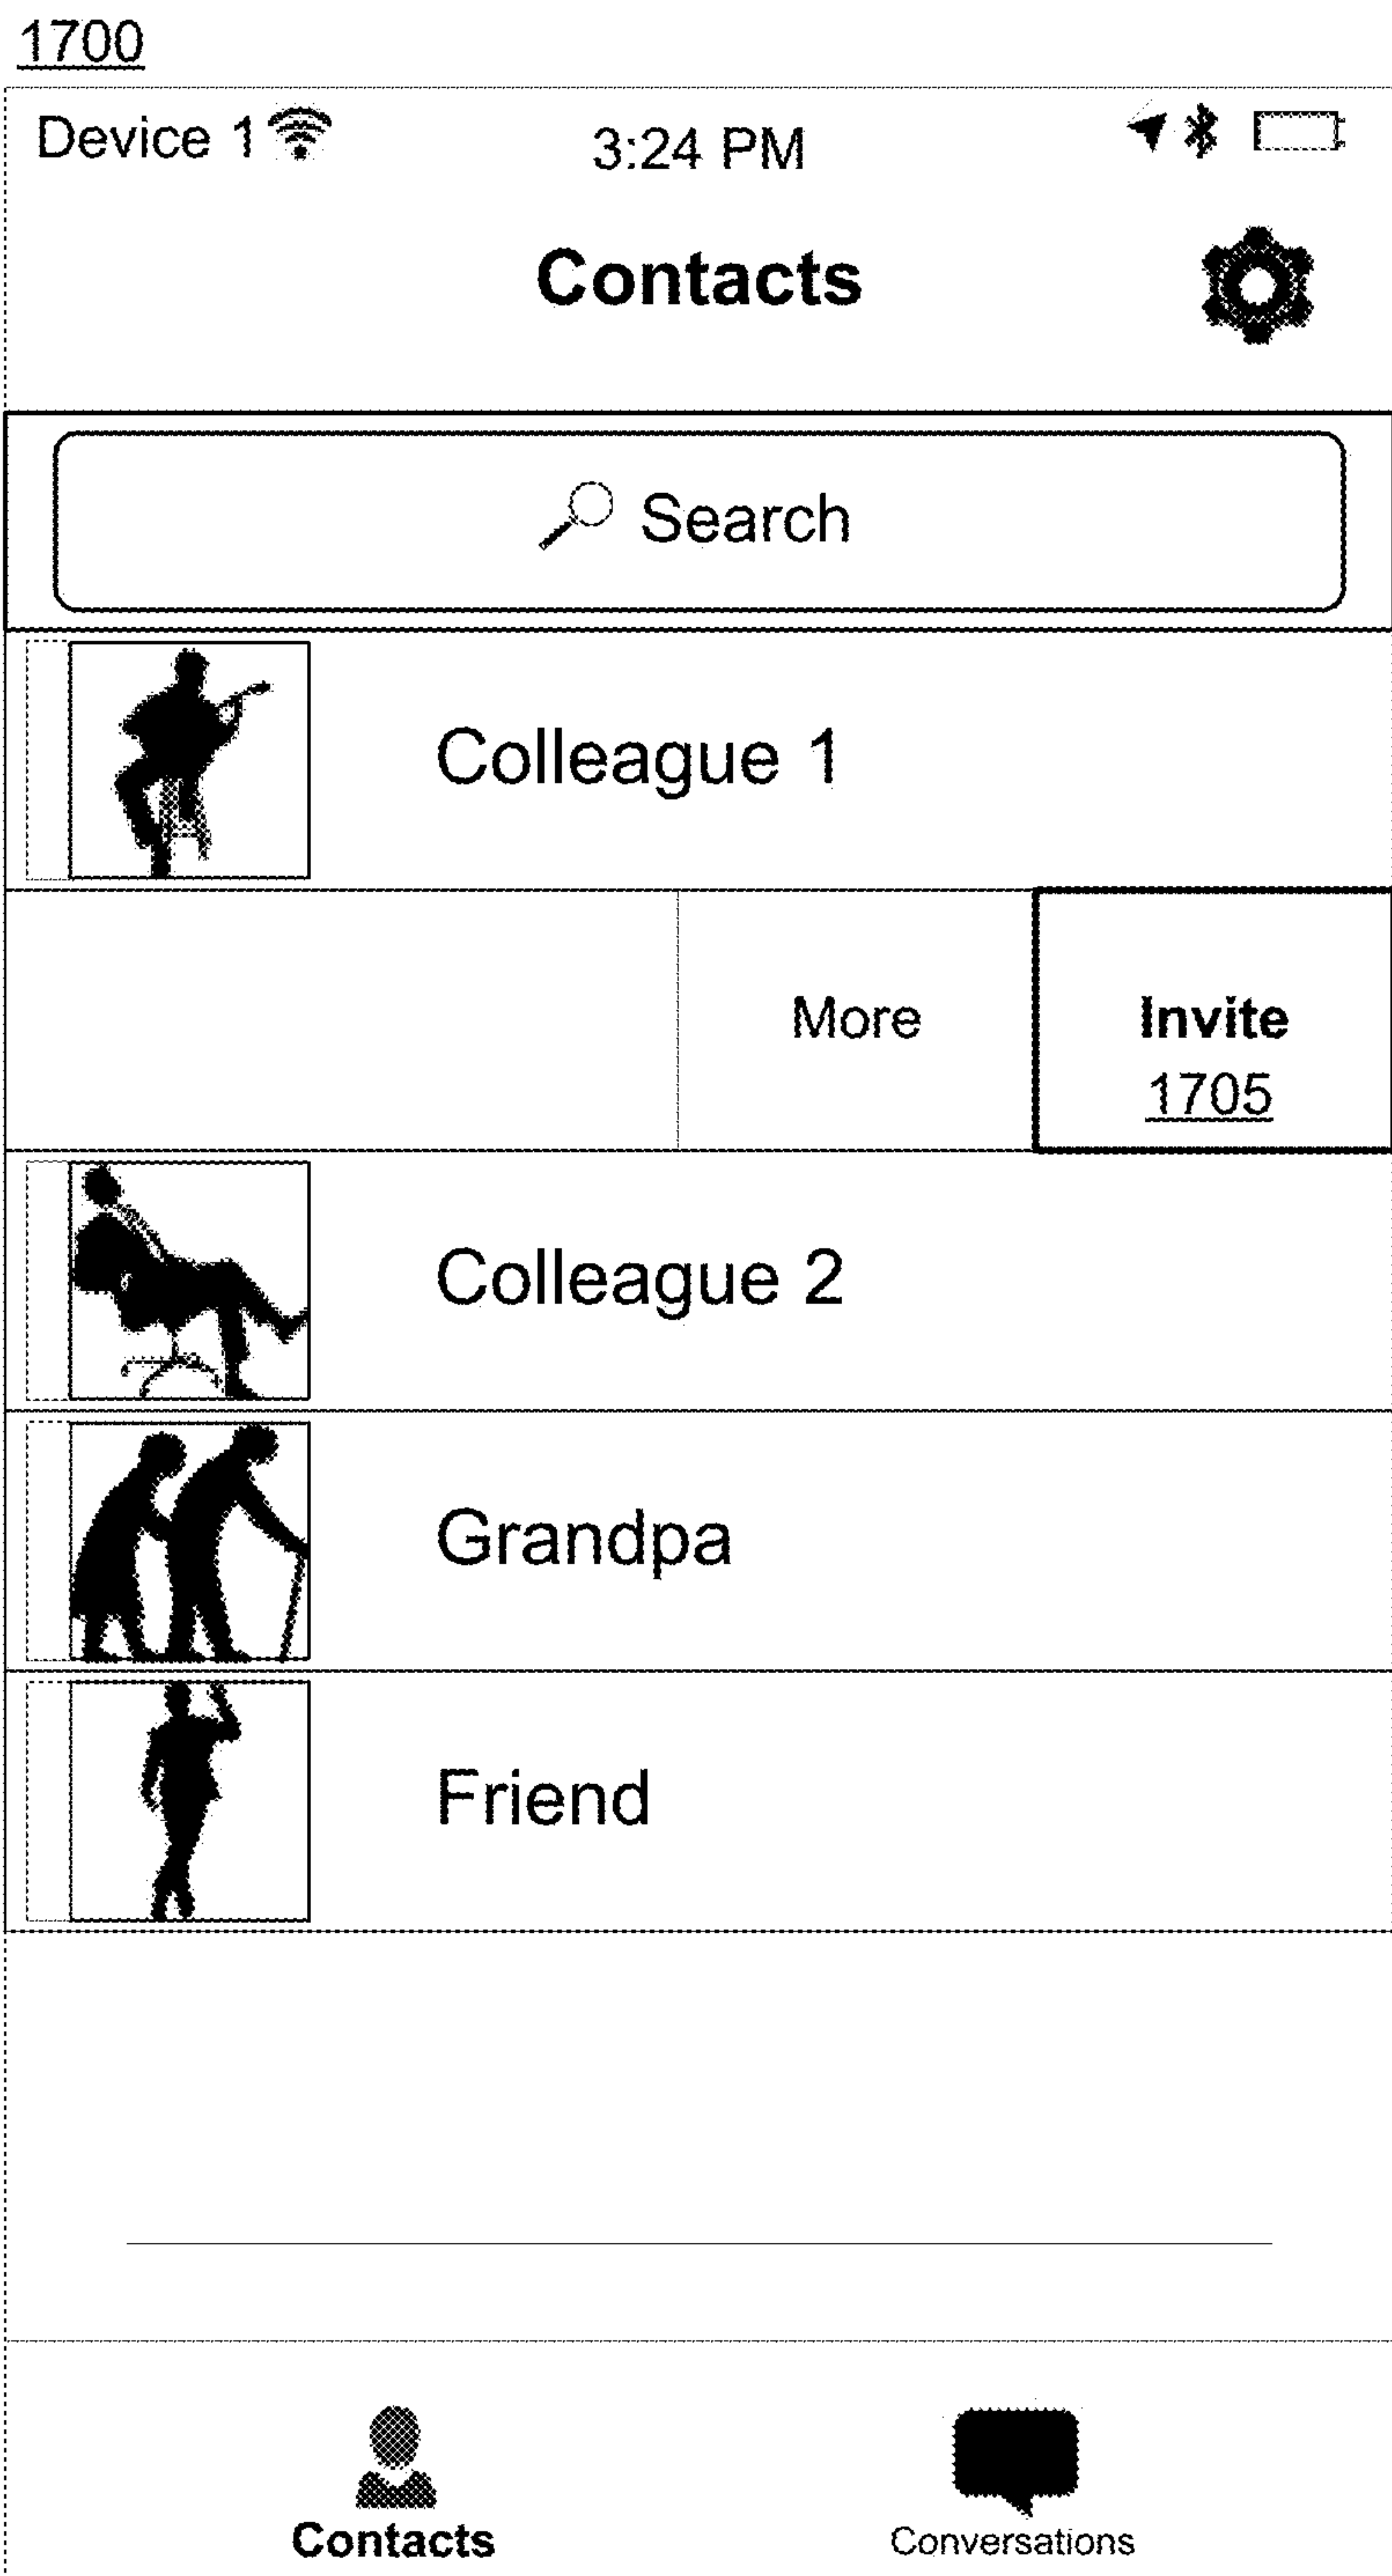 1700
Device 1 3:24 PM
Contacts
Search
Colleague 1
More Invite
1705
Colleague 2
Grandpa
Friend
Contacts Conversations